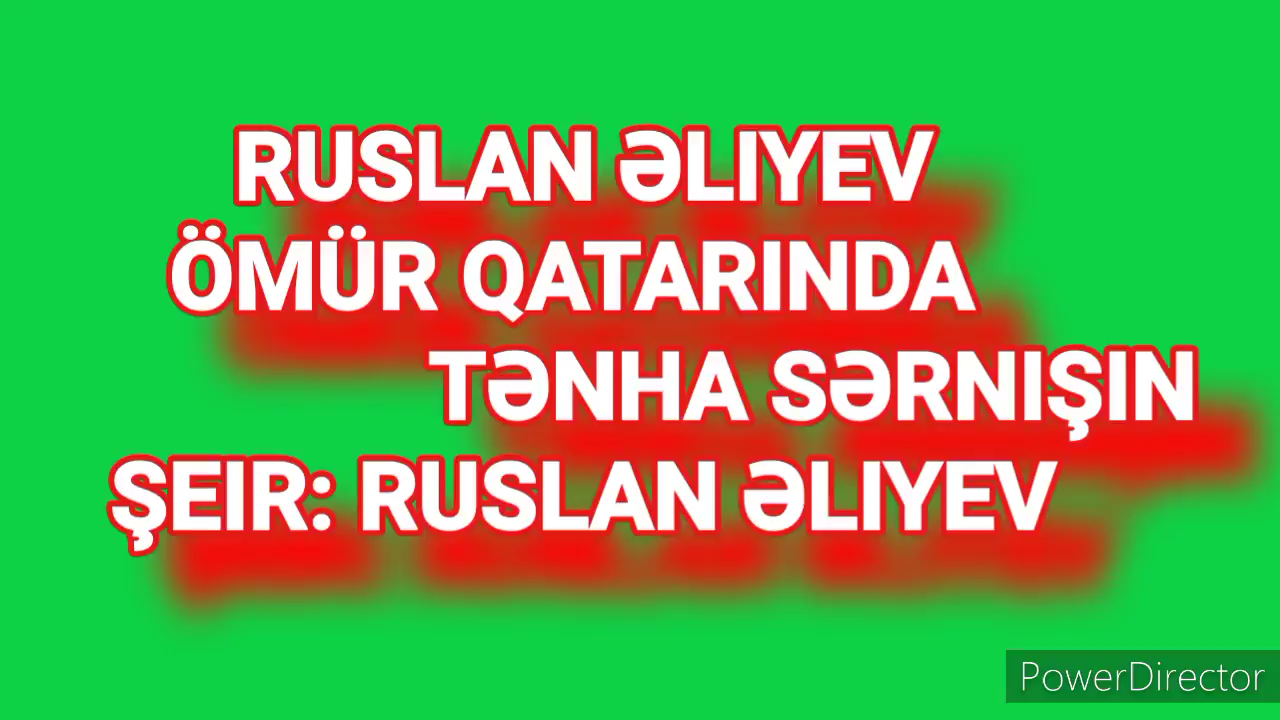 RUSLAN ƏLIYEV
ÖMÜR QATARINDA
TƏNHA SƏRNIŞIN
ŞEIR: RUSLAN ƏLIYEV
PowerDirector